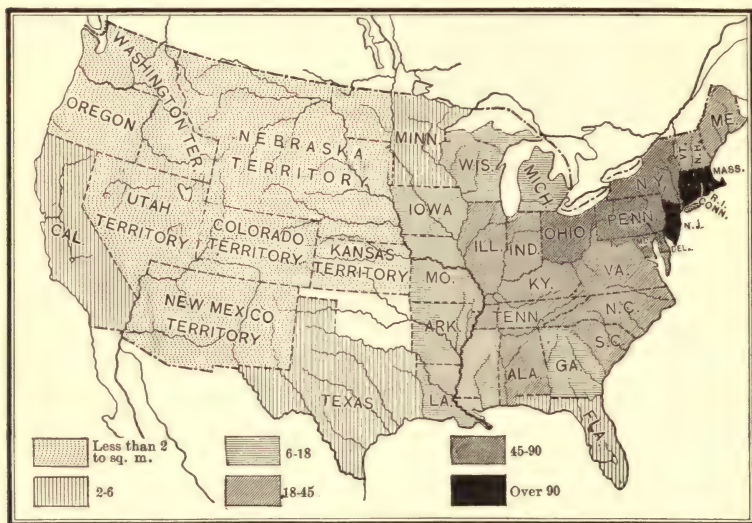 WASHINGTON TER.
OREGON
NEBRASKA
TERRITORY
MINN.
WIS.
MICH.
ME.
VT.
N.H.
MASS.
R.I.
CONN.
N.Y.
N.J.
PENN.
IOWA
UTAH
TERRITORY
COLORADO
TERRITORY
KANSAS
TERRITORY
CAL.
ILL.
IND.
OHIO
MD.
DEL.
MO.
KY.
VA.
NEW MEXICO
TERRITORY
TENN.
N.C.
ARK.
S.C.
TEXAS
LA.
ALA.
GA.
FLA.
Less than 2
to sq. m.
2-6
6-18
18-45
45-90
Over 90